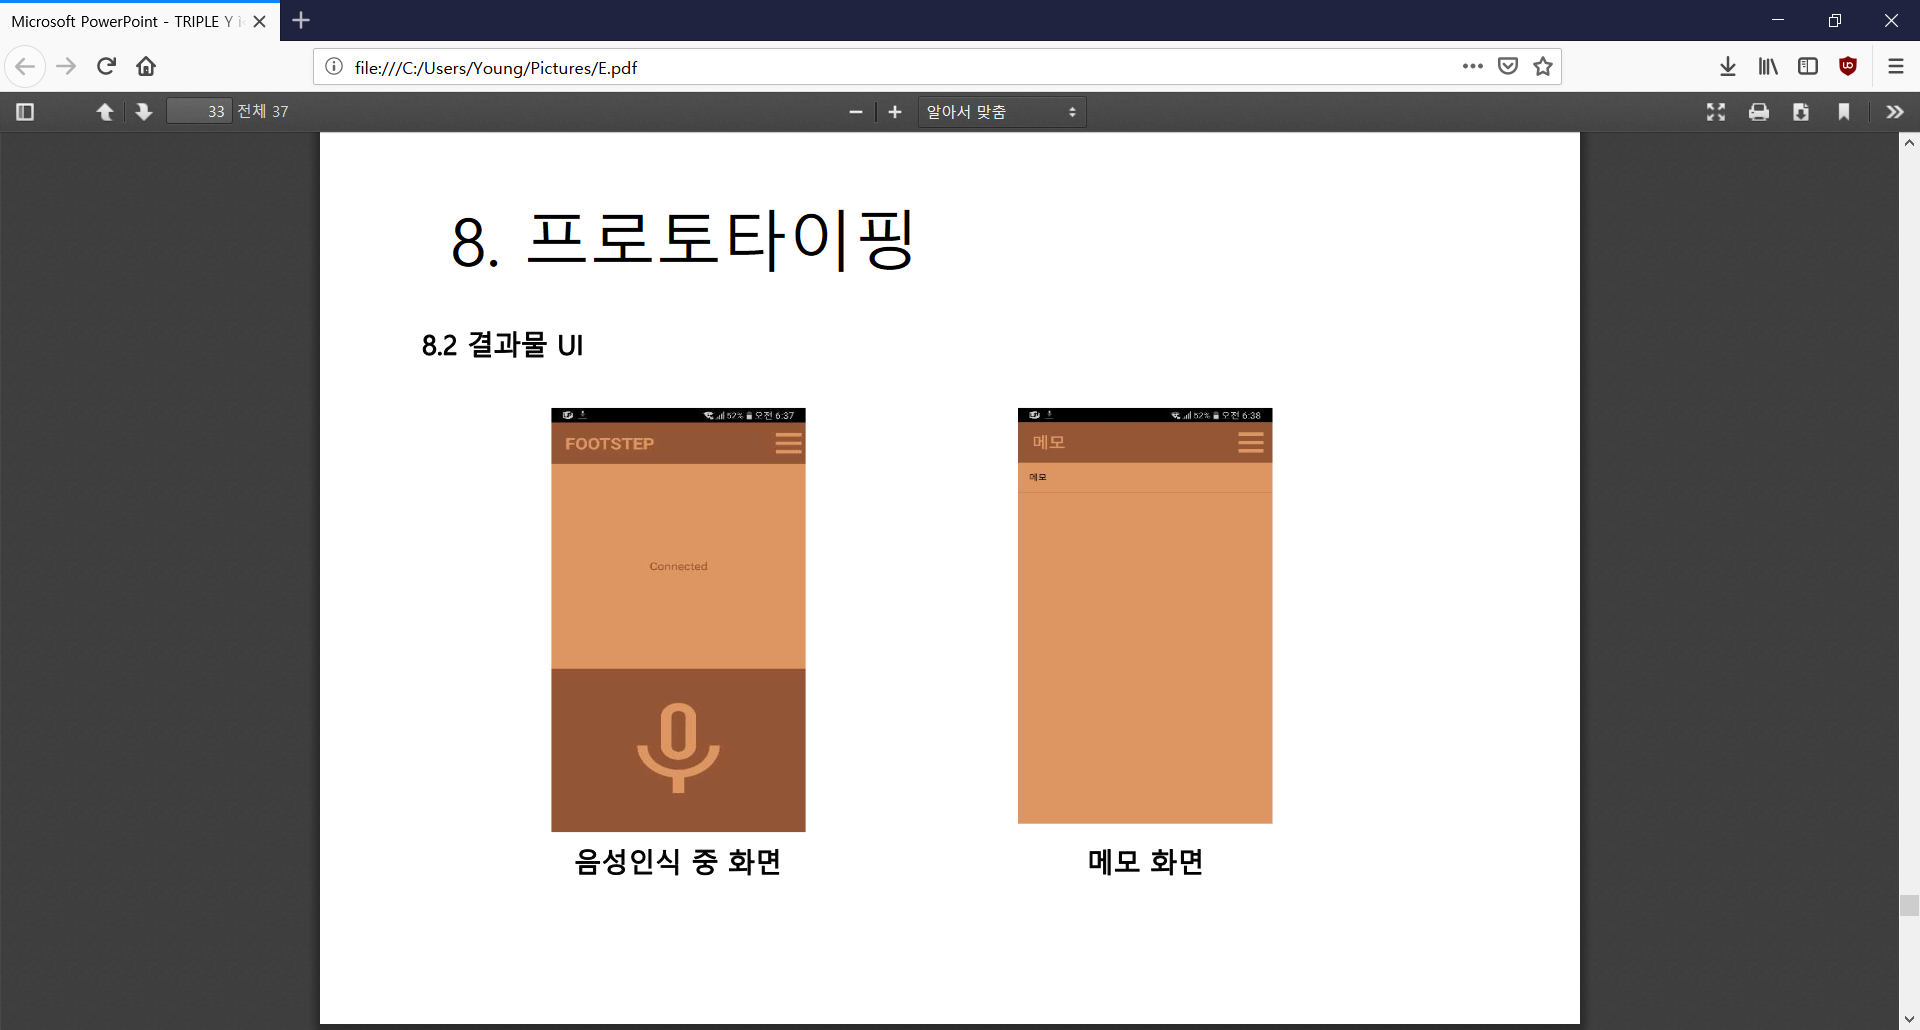 Microsoft PowerPoint - TRIPLE Y
file:///C:/Users/Young/Pictures/E.pdf
33 전체 37
알아서 맞춤
8. 프로토타이핑
8.2 결과물 UI
52% 오전 6:37
FOOTSTEP
Connected
음성인식 중 화면
52% 오전 6:38
메모
메모
메모 화면